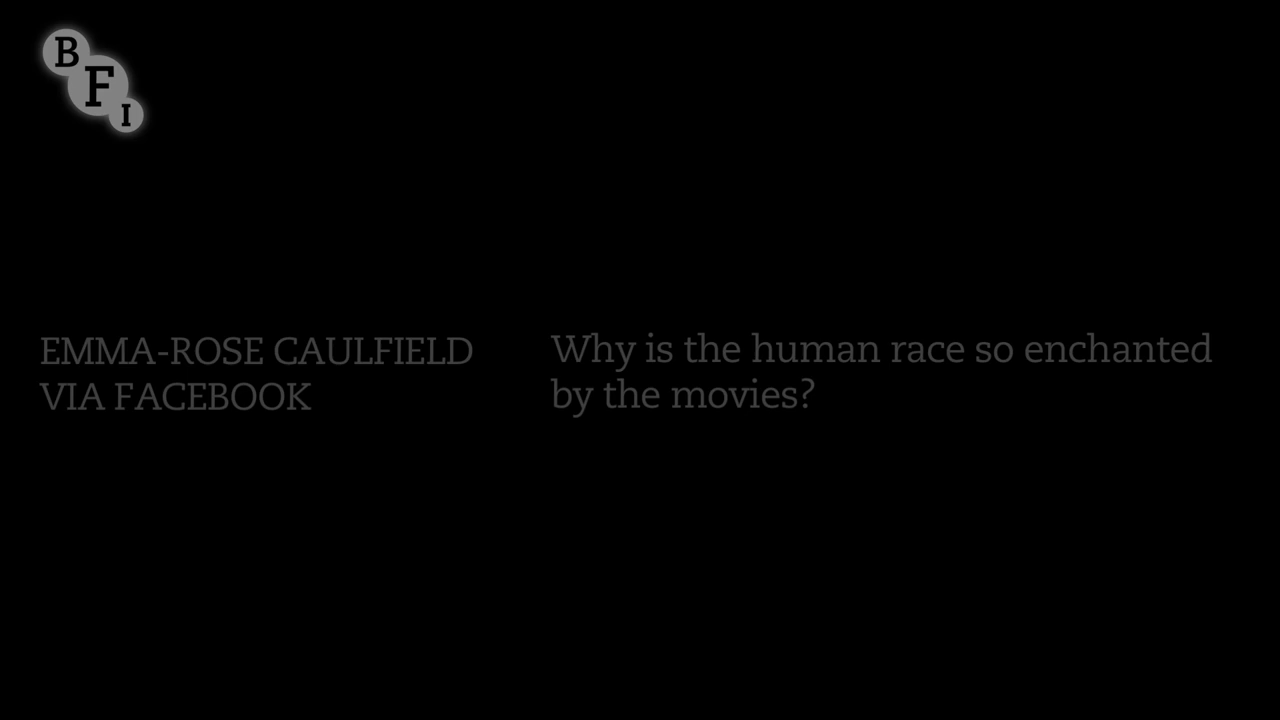 BFI
EMMA-ROSE CAULFIELD
VIA FACEBOOK
Why is the human race so enchanted
by the movies?